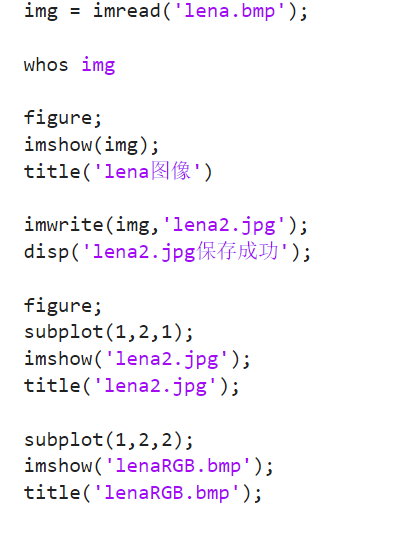 img = imread('lena.bmp');
whos img
figure;
imshow(img);
title('lena图像')
imwrite(img,'lena2.jpg');
disp('lena2.jpg保存成功');
figure;
subplot(1,2,1);
imshow('lena2.jpg');
title('lena2.jpg');
subplot(1,2,2);
imshow('lenaRGB.bmp');
title('lenaRGB.bmp');